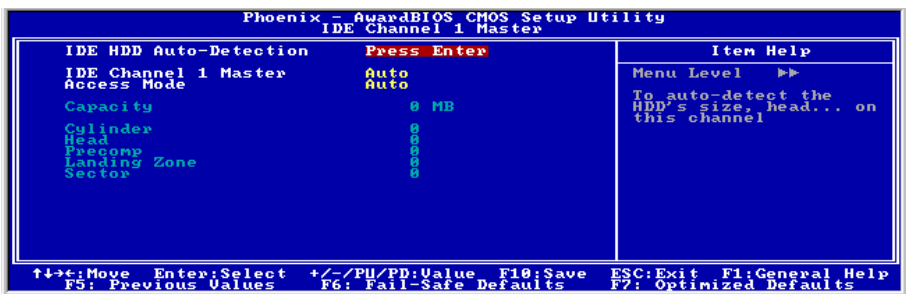 Phoenix - AwardBIOS CMOS Setup Utility
IDE Channel 1 Master
IDE HDD Auto-Detection Press Enter
IDE Channel 1 Master Auto
Access Mode Auto
Capacity 0 MB
Cylinder 0
Head 0
Precomp 0
Landing Zone 0
Sector 0
Item Help
Menu Level ▸▸
To auto-detect the
HDD's size, head... on
this channel
↑↓→←:Move Enter:Select +/-/PU/PD:Value F10:Save ESC:Exit F1:General Help
F5: Previous Values F6: Fail-Safe Defaults F7: Optimized Defaults